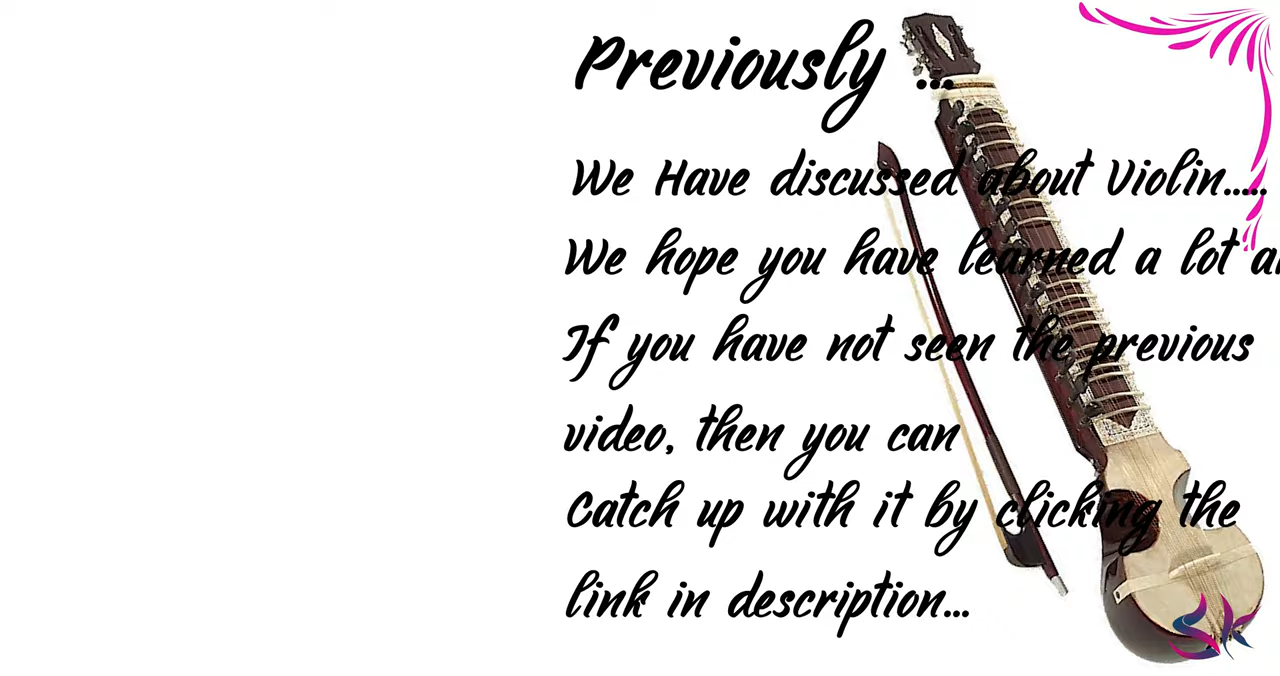 Previously ...
We Have discussed about Violin.....
We hope you have learned a lot
If you have not seen the previous
video, then you can
Catch up with it by clicking the
link in description...
SK